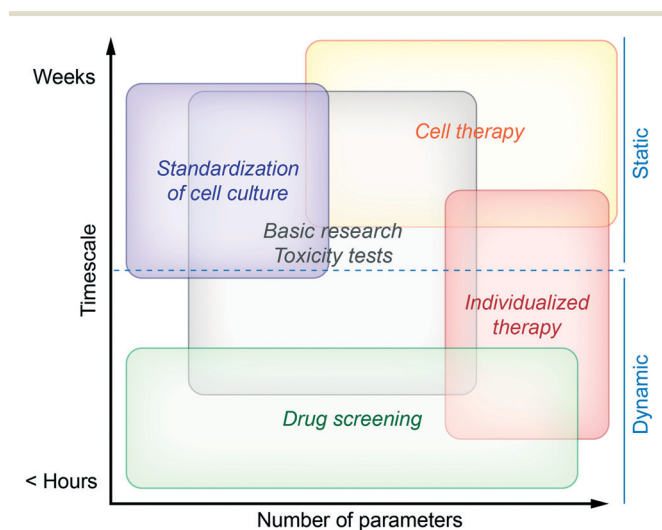 Weeks
Cell therapy
Standardization
of cell culture
Static
Basic research
Toxicity tests
Timescale
Individualized
therapy
Drug screening
Dynamic
< Hours
Number of parameters